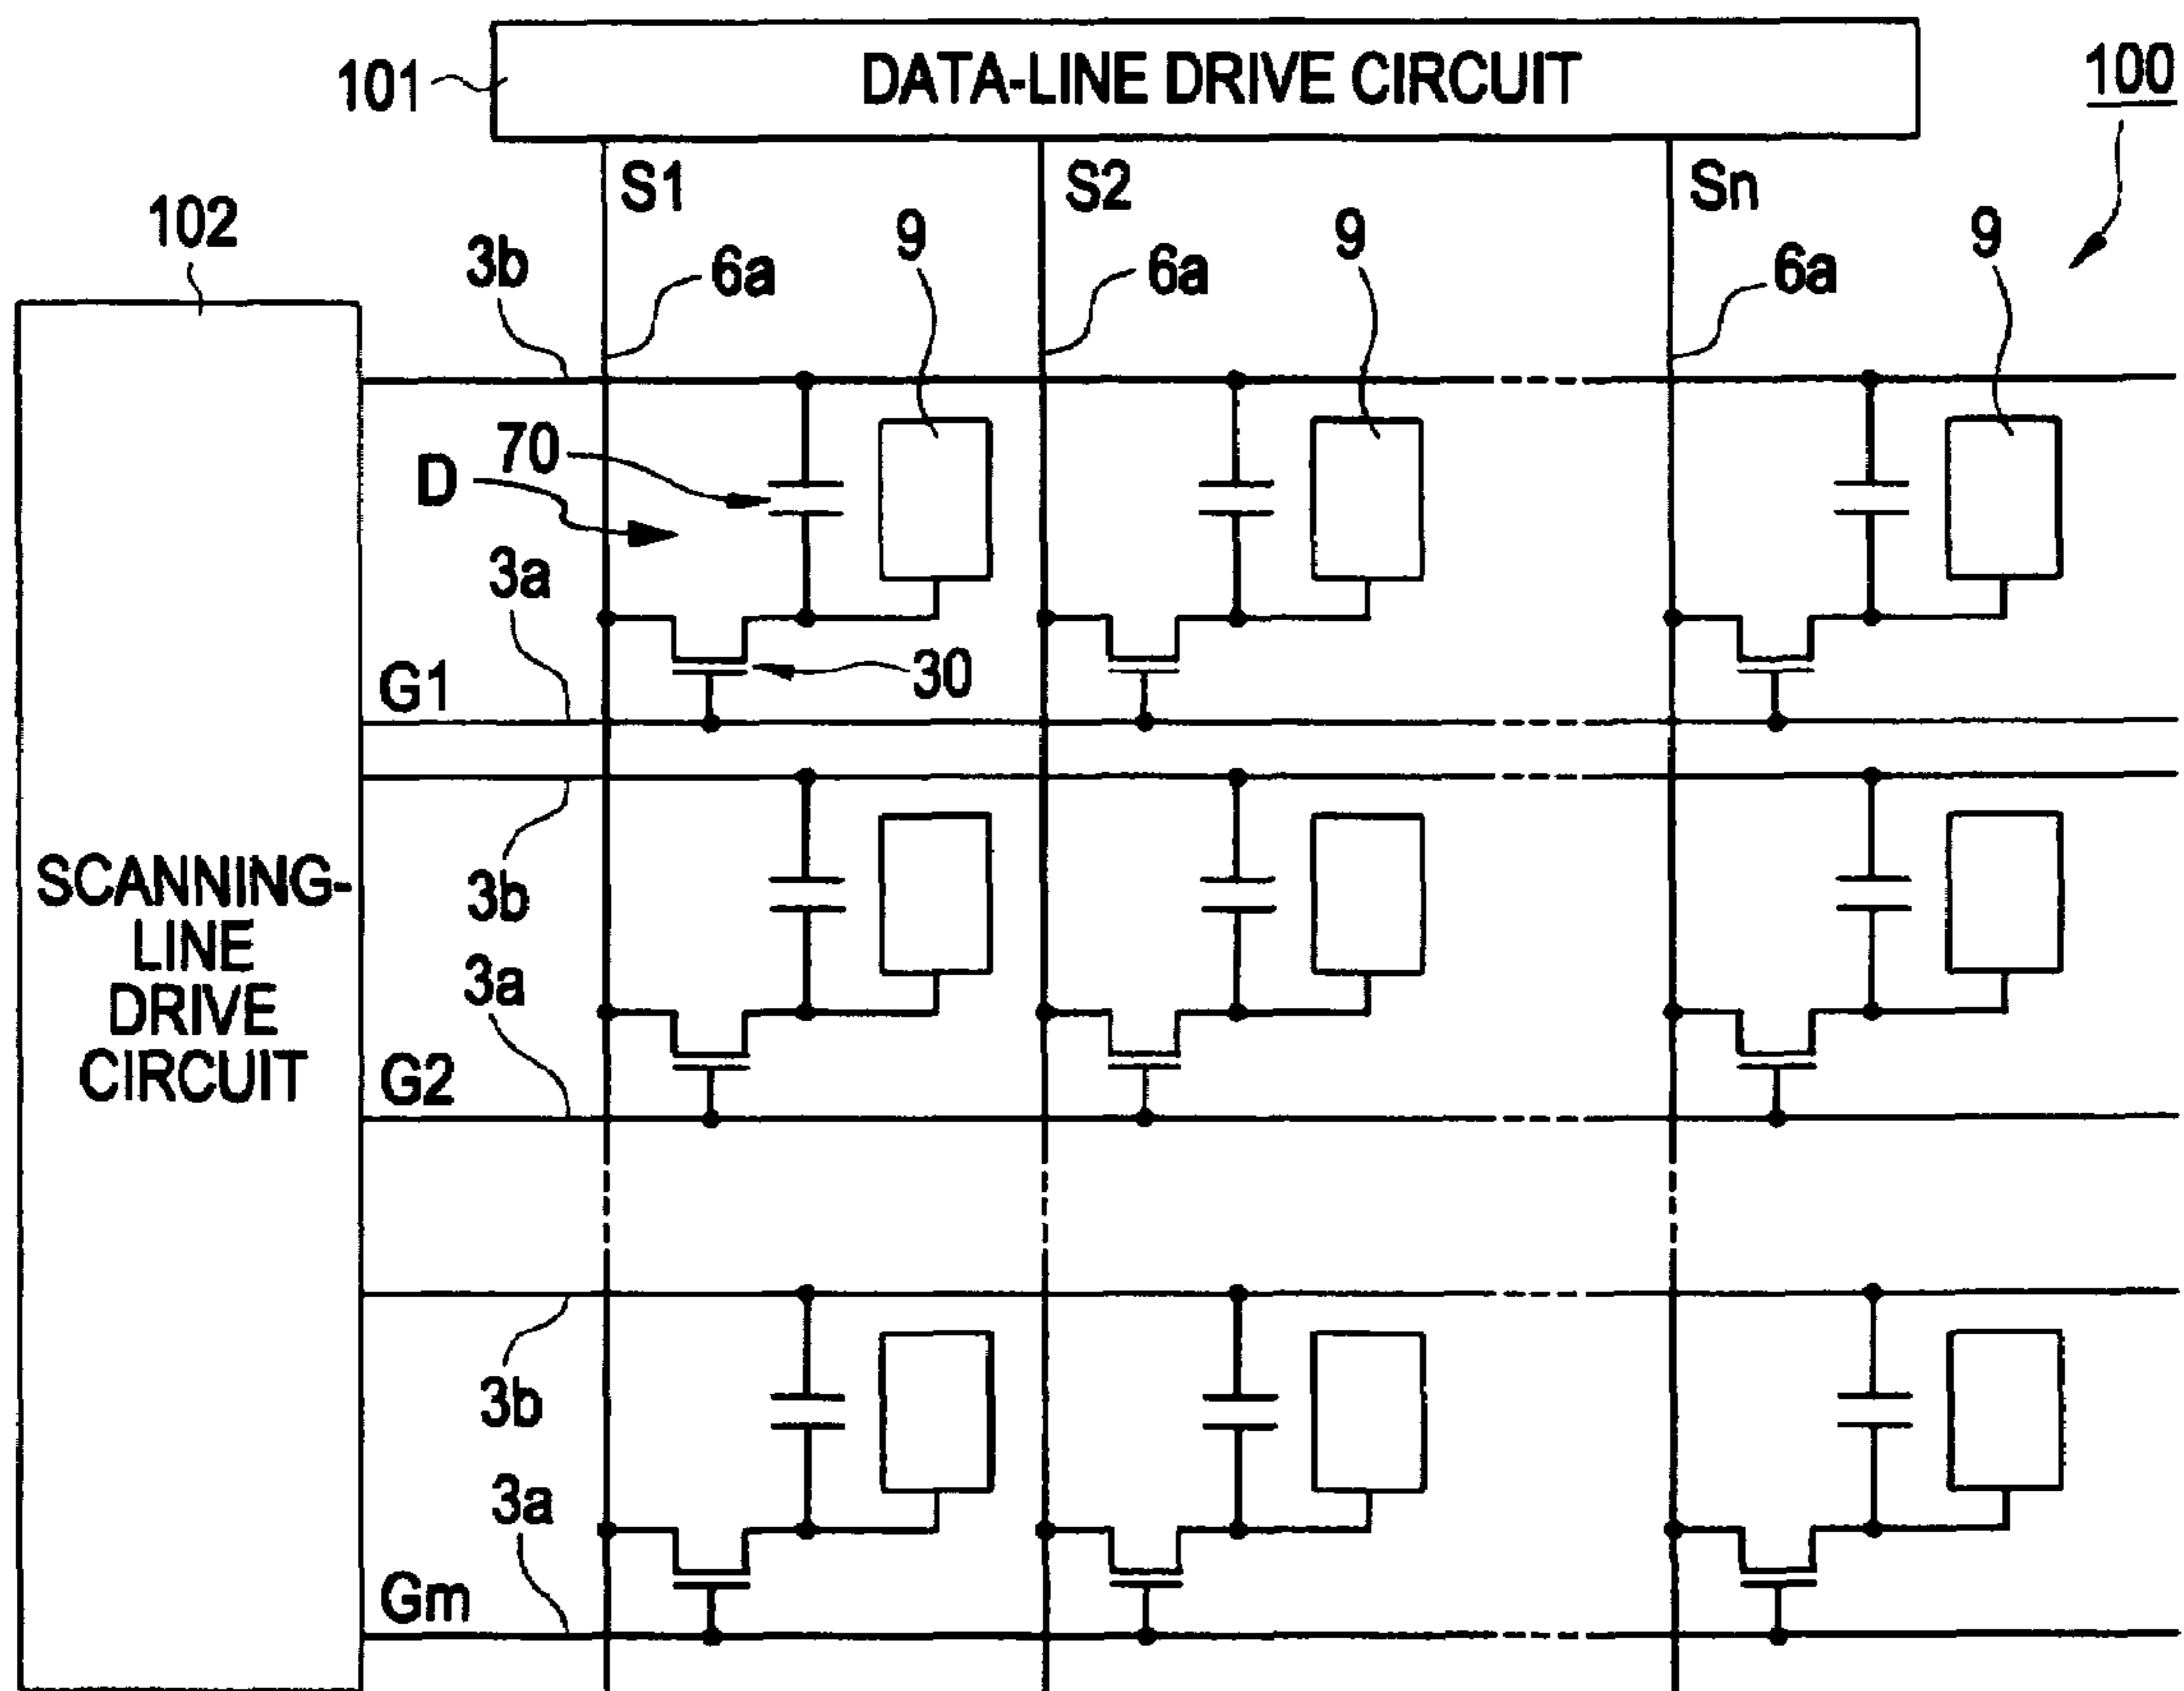 101
DATA-LINE DRIVE CIRCUIT
100
S1
S2
Sn
102
3b
6a
9
6a
9
6a
9
70
D
3a
G1
30
3b
SCANNING-
LINE
DRIVE
CIRCUIT
3a
G2
3b
3a
Gm